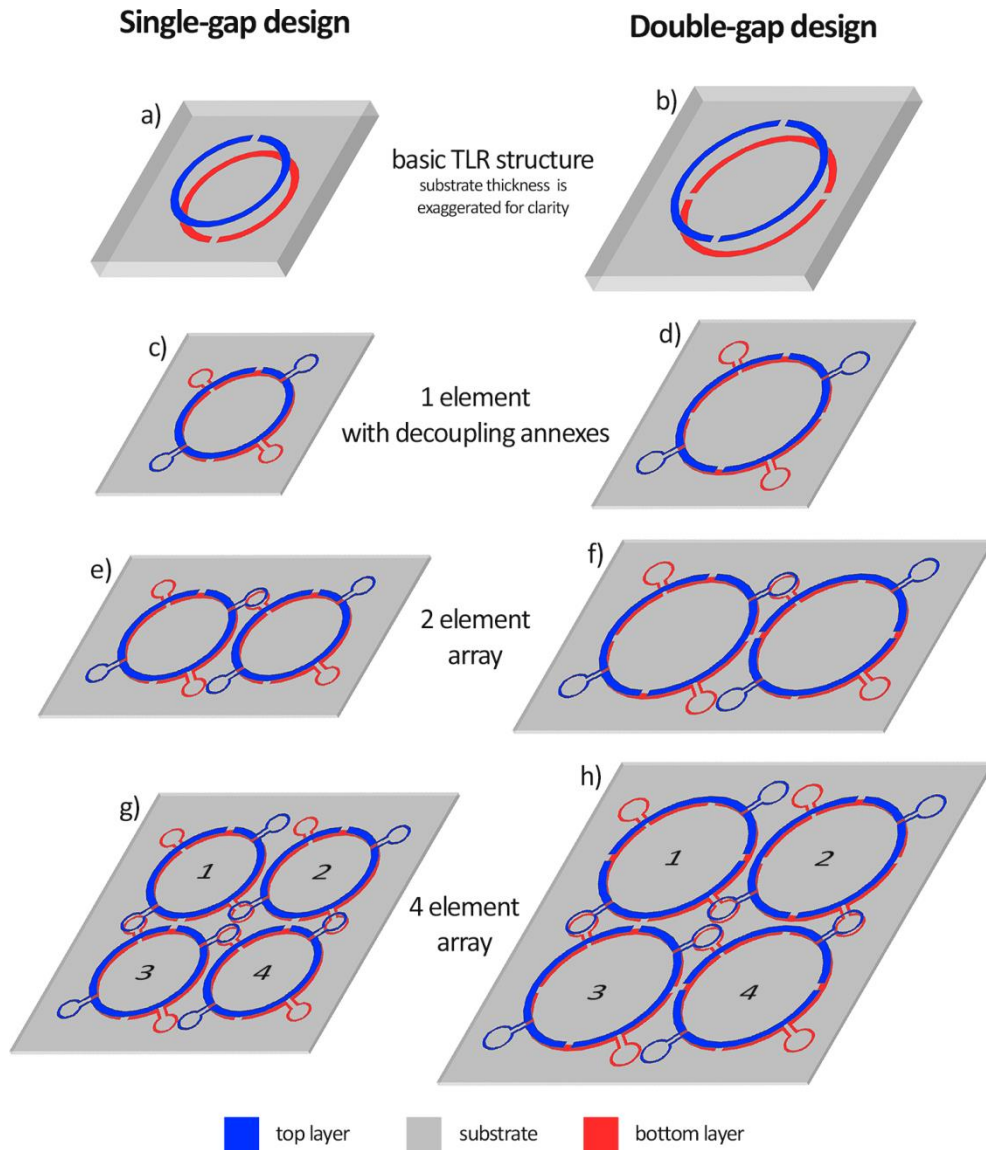 Single-gap design
Double-gap design
a)
b)
basic TLR structure
substrate thickness is
exaggerated for clarity
c)
d)
1 element
with decoupling annexes
e)
f)
2 element
array
g)
h)
1
2
1
2
4 element
array
3
4
3
4
top layer
substrate
bottom layer